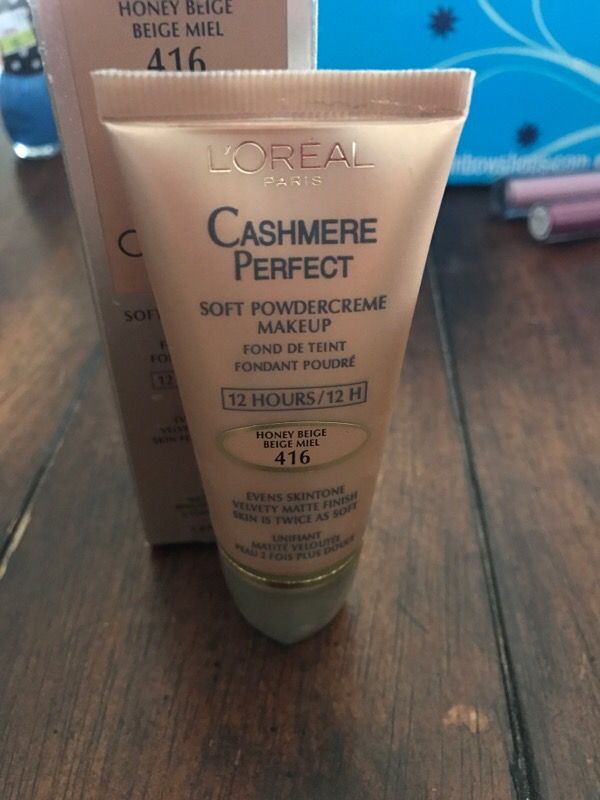 HONEY BEIGE
BEIGE MIEL
416
L'ORÉAL
PARIS
CASHMERE
PERFECT
SOFT POWDERCREME
MAKEUP
FOND DE TEINT
FONDANT POUDRÉ
12 HOURS/12 H
HONEY BEIGE
BEIGE MIEL
416
EVENS SKINTONE
VELVETY MATTE FINISH
SKIN IS TWICE AS SOFT
UNIFIANT
MATITÉ VELOUTÉE
PEAU 2 FOIS PLUS DOUCE
C
SOF
12